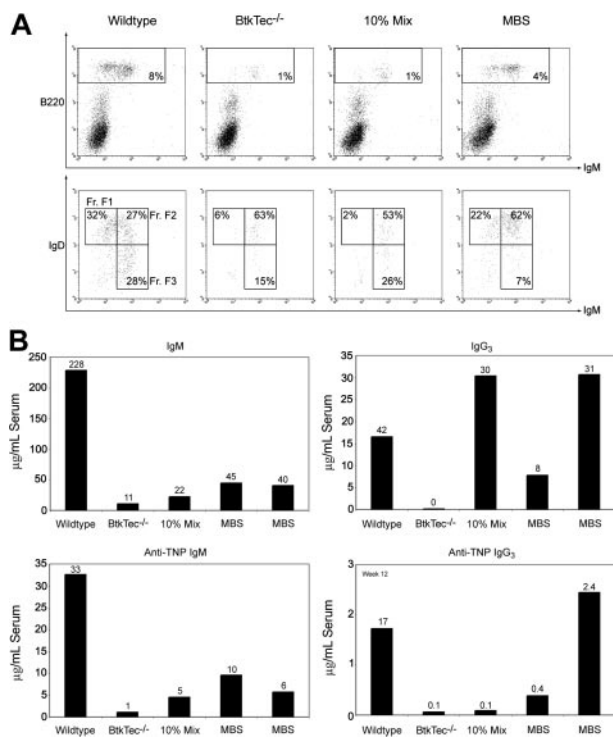 A
Wildtype BtkTec-/- 10% Mix MBS
B220
8% 1% 1% 4%
IgM
Fr. F1
32% 27% Fr. F2 6% 63% 2% 53% 22% 62%
IgD
28% Fr. F3 15% 26% 7%
IgM
B
IgM
µg/mL Serum
250
200
150
100
50
0
228 11 22 45 40
Wildtype BtkTec-/- 10% Mix MBS MBS
IgG3
µg/mL Serum
35
30
25
20
15
10
5
0
42 0 30 8 31
Wildtype BtkTec-/- 10% Mix MBS MBS
Anti-TNP IgM
µg/mL Serum
35
30
25
20
15
10
5
0
33 1 5 10 6
Wildtype BtkTec-/- 10% Mix MBS MBS
Anti-TNP IgG3
Week 12
µg/mL Serum
3
2
1
0
17 0.1 0.1 0.4 2.4
Wildtype BtkTec-/- 10% Mix MBS MBS